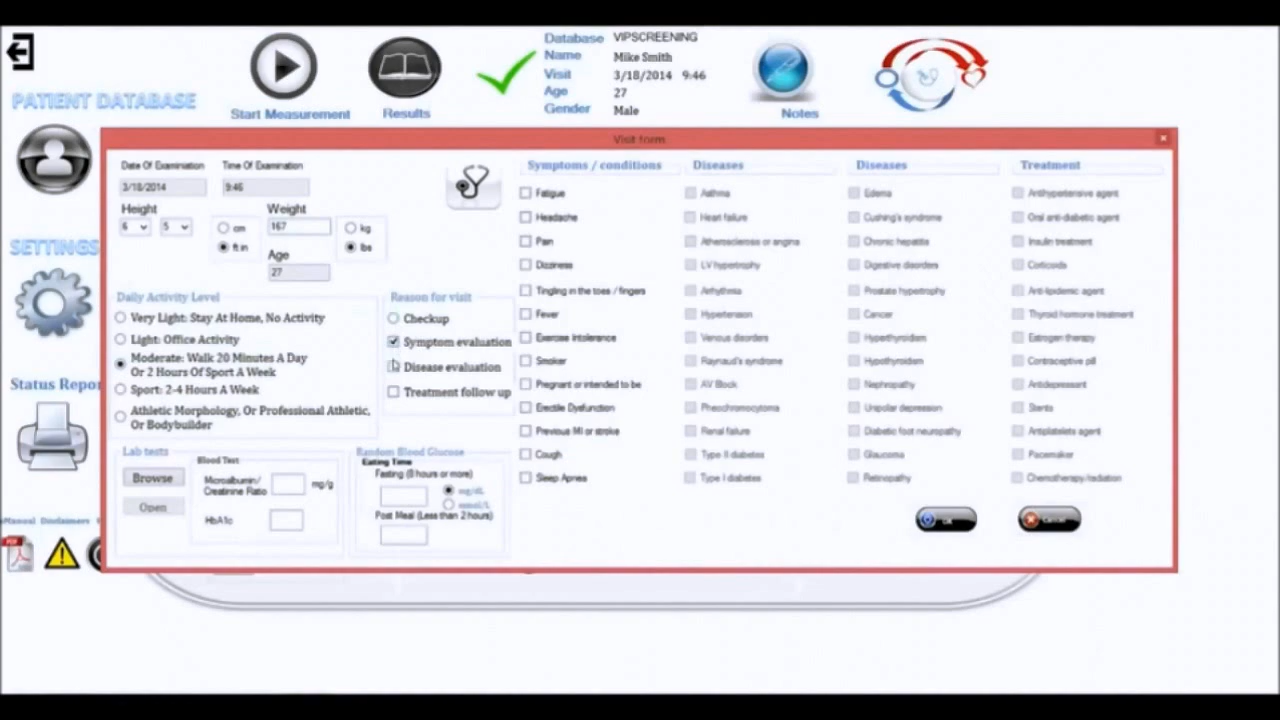 Database VIPSCREENING
Name Mike Smith
Visit 3/18/2014 9:46
Age 27
Gender Male
PATIENT DATABASE
Start Measurement
Results
Notes
SETTINGS
Status Repor
Manual Disclaimers
PDF
Visit form
Date Of Examination
Time Of Examination
3/18/2014
9:46
Height
Weight
6
5
cm
ft in
167
kg
lbs
Age
27
Daily Activity Level
Very Light: Stay At Home, No Activity
Light: Office Activity
Moderate: Walk 20 Minutes A Day
Or 2 Hours Of Sport A Week
Sport: 2-4 Hours A Week
Athletic Morphology, Or Professional Athletic,
Or Bodybuilder
Reason for visit
Checkup
Symptom evaluation
Disease evaluation
Treatment follow up
Lab tests
Browse
Open
Blood Test
Microalbumin/
Creatinine Ratio
mg/g
HbA1c
Random Blood Glucose
Eating Time
Fasting (8 hours or more)
mg/dL
mmol/L
Post Meal (Less than 2 hours)
Symptoms / conditions
Fatigue
Headache
Pain
Dizziness
Tingling in the toes / fingers
Fever
Exercise Intolerence
Smoker
Pregnant or intended to be
Erectile Dysfunction
Previous MI or stroke
Cough
Sleep Apnea
Diseases
Asthma
Heart failure
Atherosclerosis or angina
LV hypertrophy
Arrhythmia
Hypertension
Venous disorders
Raynaud's syndrome
AV Block
Pheochromocytoma
Renal failure
Type II diabetes
Type I diabetes
Diseases
Edema
Cushing's syndrome
Chronic hepatitis
Digestive disorders
Prostate hypertrophy
Cancer
Hyperthyroidism
Hypothyroidism
Nephropathy
Unipolar depression
Diabetic foot neuropathy
Glaucoma
Retinopathy
Treatment
Antihypertensive agent
Oral anti-diabetic agent
Insulin treatment
Corticoids
Anti-lipidemic agent
Thyroid hormone treatment
Estrogen therapy
Contraceptive pill
Antidepressant
Stents
Antiplatelets agent
Pacemaker
Chemotherapy/radiation
OK
Cancel